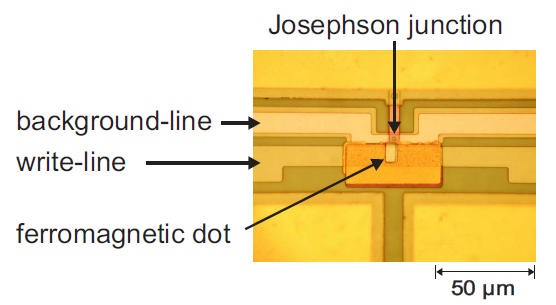 Josephson junction
background-line
write-line
ferromagnetic dot
50 µm